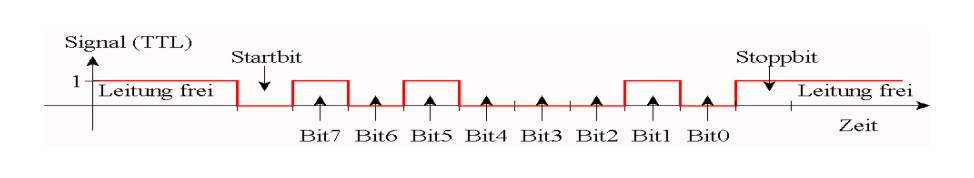 Signal (TTL)
Startbit
Stoppbit
1
Leitung frei
Leitung frei
Bit7 Bit6 Bit5 Bit4 Bit3 Bit2 Bit1 Bit0
Zeit